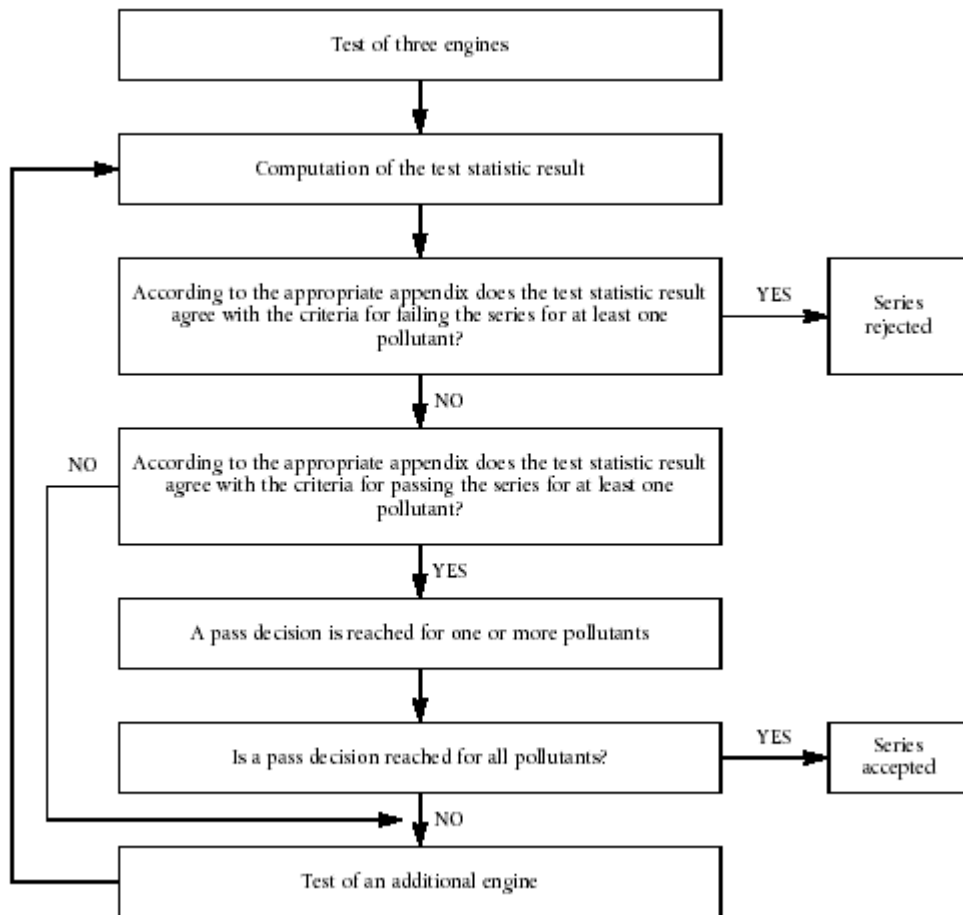 Test of three engines
Computation of the test statistic result
According to the appropriate appendix does the test statistic result
agree with the criteria for failing the series for at least one
pollutant?
YES
Series
rejected
NO
According to the appropriate appendix does the test statistic result
agree with the criteria for passing the series for at least one
pollutant?
NO
YES
A pass decision is reached for one or more pollutants
Is a pass decision reached for all pollutants?
YES
Series
accepted
NO
Test of an additional engine